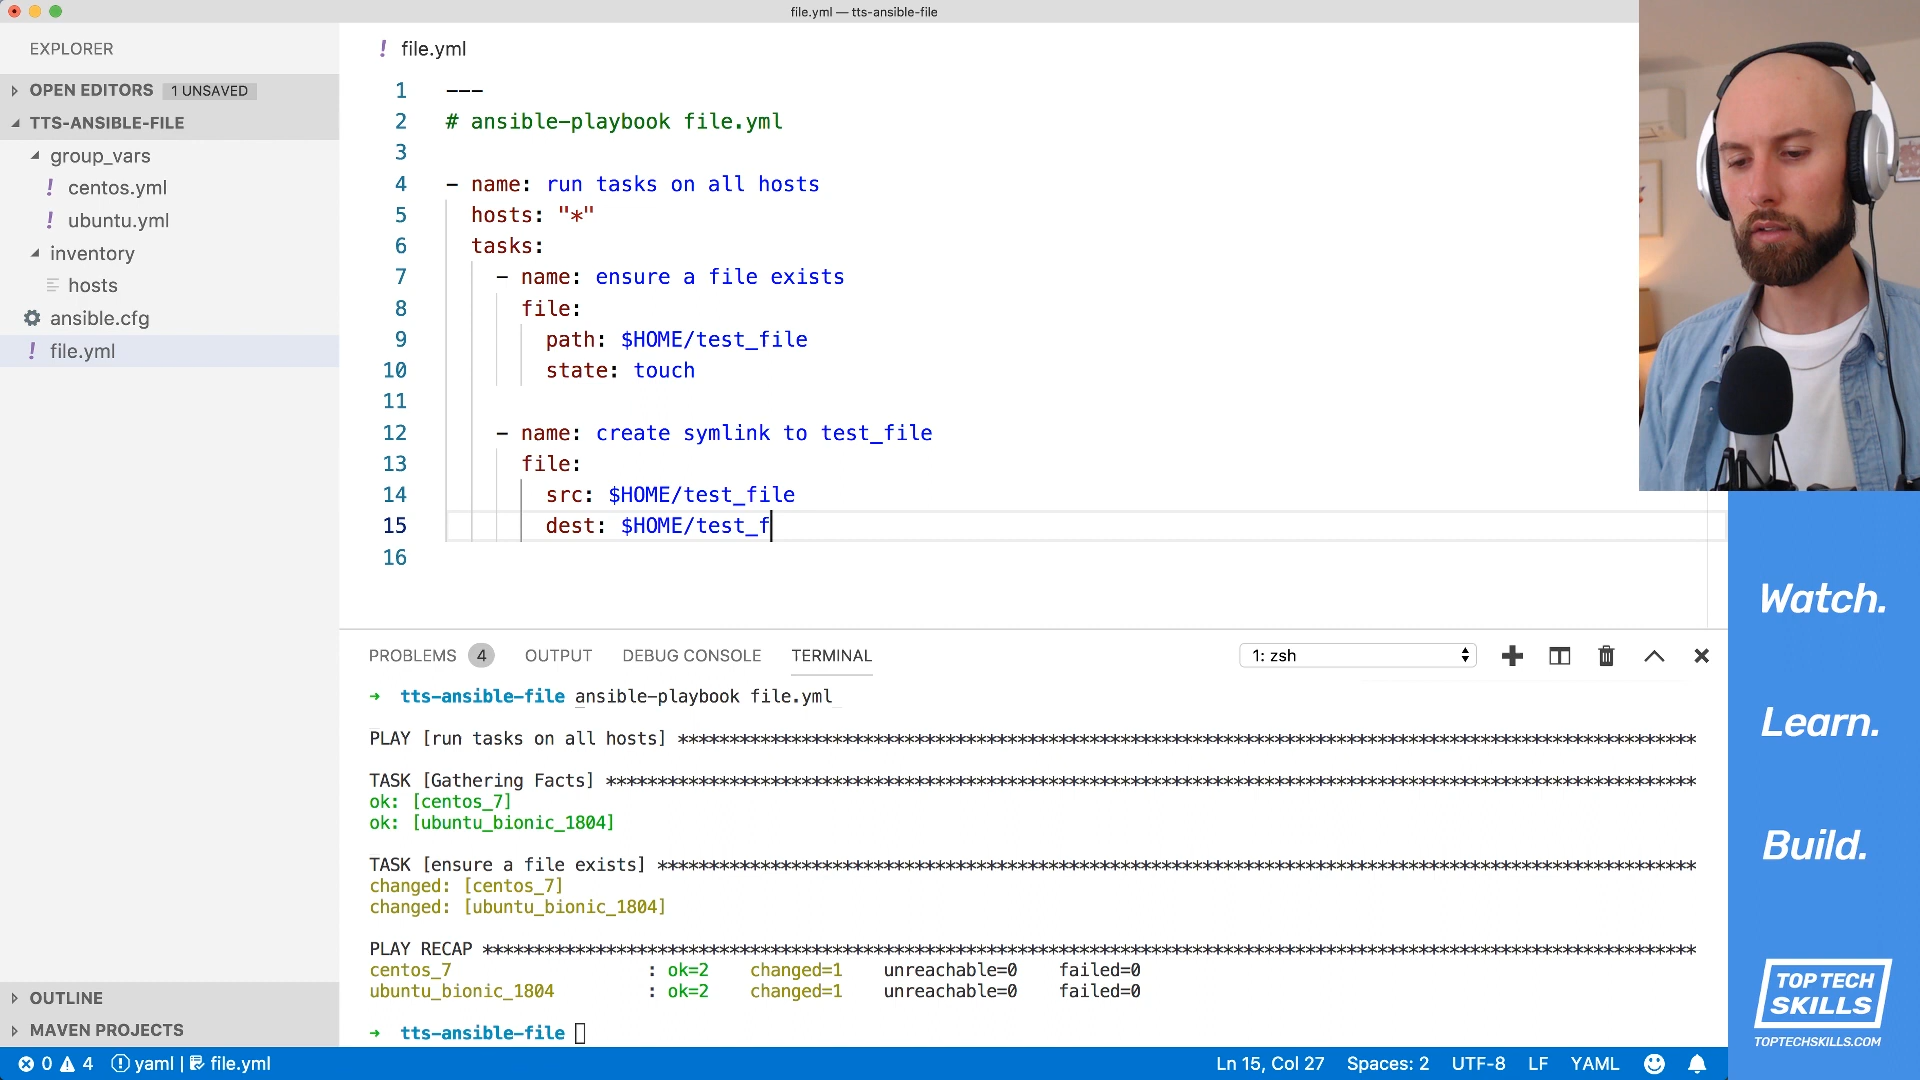 file.yml — tts-ansible-file
EXPLORER
OPEN EDITORS 1 UNSAVED
TTS-ANSIBLE-FILE
group_vars
! centos.yml
! ubuntu.yml
inventory
hosts
ansible.cfg
! file.yml
OUTLINE
MAVEN PROJECTS
! file.yml
1 ---
2 # ansible-playbook file.yml
3
4 - name: run tasks on all hosts
5 hosts: "*"
6 tasks:
7 - name: ensure a file exists
8 file:
9 path: $HOME/test_file
10 state: touch
11
12 - name: create symlink to test_file
13 file:
14 src: $HOME/test_file
15 dest: $HOME/test_f
16
PROBLEMS 4 OUTPUT DEBUG CONSOLE TERMINAL 1: zsh
➜ tts-ansible-file ansible-playbook file.yml
PLAY [run tasks on all hosts] ***************************************************************************************************
TASK [Gathering Facts] **********************************************************************************************************
ok: [centos_7]
ok: [ubuntu_bionic_1804]
TASK [ensure a file exists] *****************************************************************************************************
changed: [centos_7]
changed: [ubuntu_bionic_1804]
PLAY RECAP **********************************************************************************************************************
centos_7 : ok=2 changed=1 unreachable=0 failed=0
ubuntu_bionic_1804 : ok=2 changed=1 unreachable=0 failed=0
➜ tts-ansible-file
0 4 yaml | file.yml Ln 15, Col 27 Spaces: 2 UTF-8 LF YAML
Watch.
Learn.
Build.
TOP TECH
SKILLS
TOPTECHSKILLS.COM